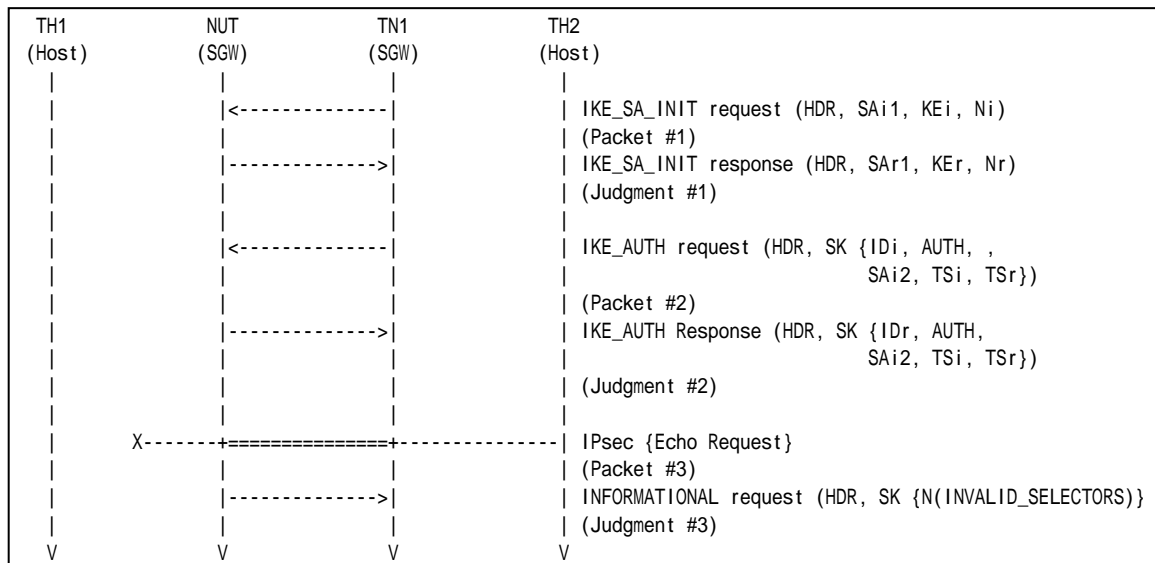 TH1 NUT TN1 TH2
(Host) (SGW) (SGW) (Host)
| | | |
| |<--------------| | IKE_SA_INIT request (HDR, SAi1, KEi, Ni)
| | | | (Packet #1)
| |-------------->| | IKE_SA_INIT response (HDR, SAr1, KEr, Nr)
| | | | (Judgment #1)
| | | |
| |<--------------| | IKE_AUTH request (HDR, SK {IDi, AUTH, ,
| | | | SAi2, TSi, TSr})
| | | | (Packet #2)
| |-------------->| | IKE_AUTH Response (HDR, SK {IDr, AUTH,
| | | | SAi2, TSi, TSr})
| | | | (Judgment #2)
| | | |
| X-------+===============+---------------| IPsec {Echo Request}
| | | | (Packet #3)
| |-------------->| | INFORMATIONAL request (HDR, SK {N(INVALID_SELECTORS)}
| | | | (Judgment #3)
V V V V